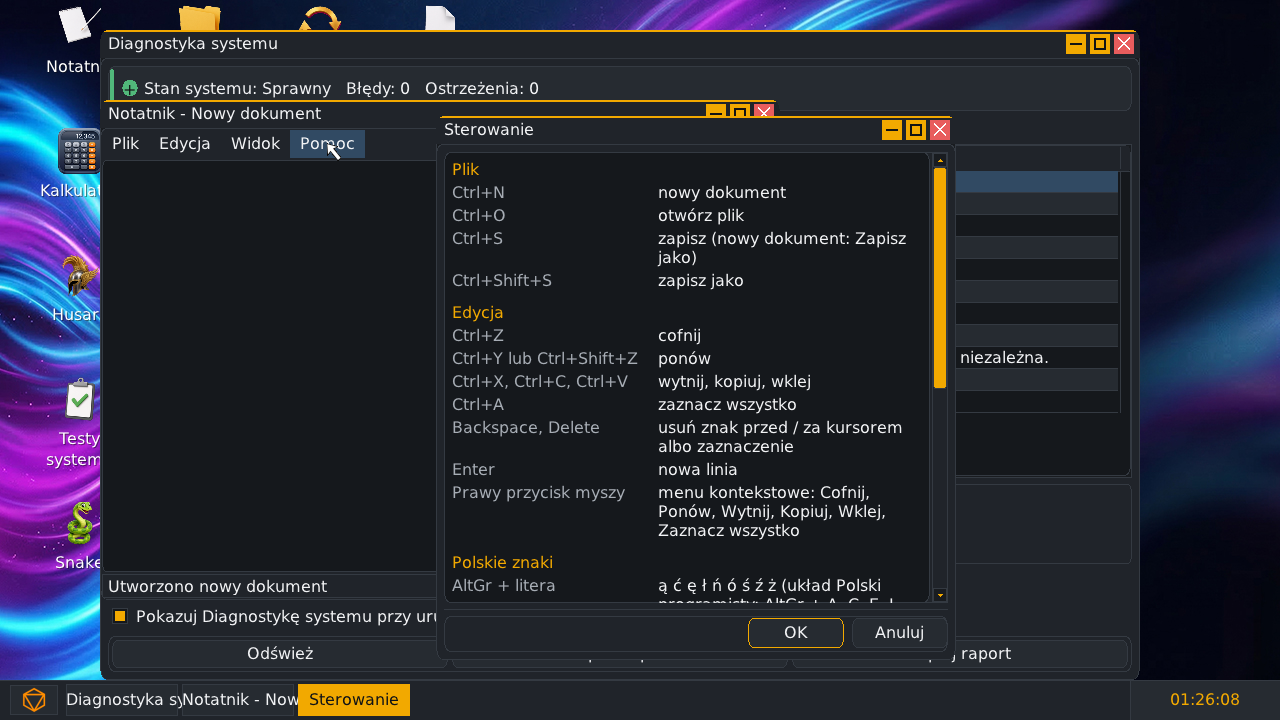 Notatn
Diagnostyka systemu
Stan systemu: Sprawny Błędy: 0 Ostrzeżenia: 0
Notatnik - Nowy dokument
Sterowanie
Plik Edycja Widok Pomoc
Plik
Ctrl+N nowy dokument
Ctrl+O otwórz plik
Ctrl+S zapisz (nowy dokument: Zapisz
jako)
Ctrl+Shift+S zapisz jako
Edycja
Ctrl+Z cofnij
Ctrl+Y lub Ctrl+Shift+Z ponów
Ctrl+X, Ctrl+C, Ctrl+V wytnij, kopiuj, wklej
Ctrl+A zaznacz wszystko
Backspace, Delete usuń znak przed / za kursorem
albo zaznaczenie
Enter nowa linia
Prawy przycisk myszy menu kontekstowe: Cofnij,
Ponów, Wytnij, Kopiuj, Wklej,
Zaznacz wszystko
Polskie znaki
AltGr + litera ą ć ę ł ń ó ś ź ż (układ Polski
programisty: AltGr + A, C, E, L
niezależna.
Kalkulat
Husar
Testy
system
Snake
Utworzono nowy dokument
Pokazuj Diagnostykę systemu przy uru
OK Anuluj
Odśwież raport
Diagnostyka sy Notatnik - Now Sterowanie 01:26:08